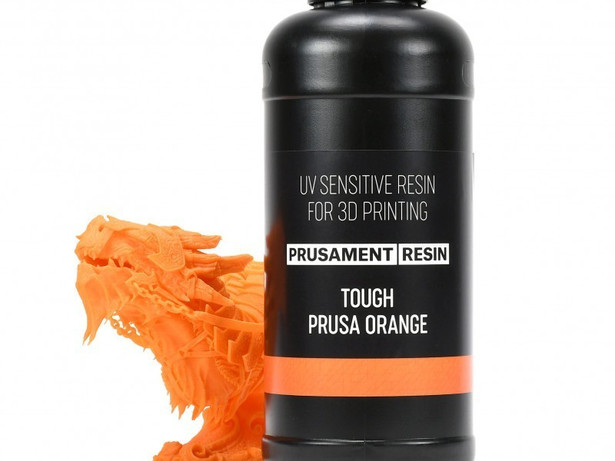 UV SENSITIVE RESIN
FOR 3D PRINTING
PRUSAMENT RESIN
TOUGH
PRUSA ORANGE